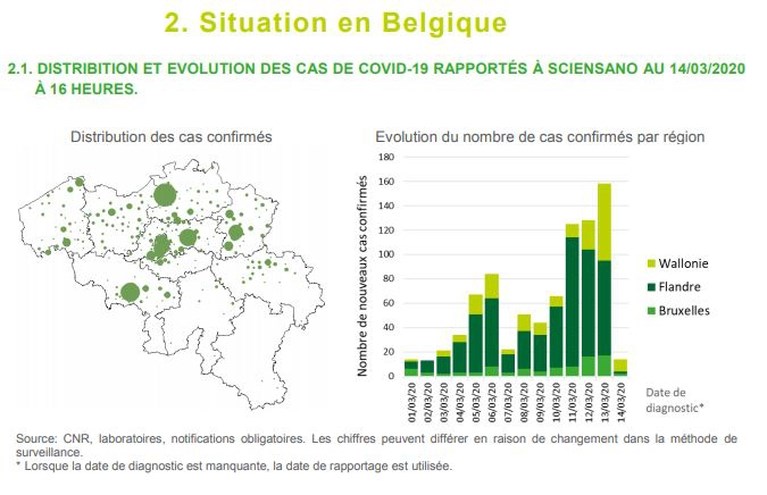 2. Situation en Belgique
2.1. DISTRIBITION ET EVOLUTION DES CAS DE COVID-19 RAPPORTÉS À SCIENSANO AU 14/03/2020
À 16 HEURES.
Distribution des cas confirmés
Evolution du nombre de cas confirmés par région
Nombre de nouveaux cas confirmés
180
160
140
120
100
80
60
40
20
0
01/03/20
02/03/20
03/03/20
04/03/20
05/03/20
06/03/20
07/03/20
08/03/20
09/03/20
10/03/20
11/03/20
12/03/20
13/03/20
14/03/20
Wallonie
Flandre
Bruxelles
Date de
diagnostic*
Source: CNR, laboratoires, notifications obligatoires. Les chiffres peuvent différer en raison de changement dans la méthode de
surveillance.
* Lorsque la date de diagnostic est manquante, la date de rapportage est utilisée.